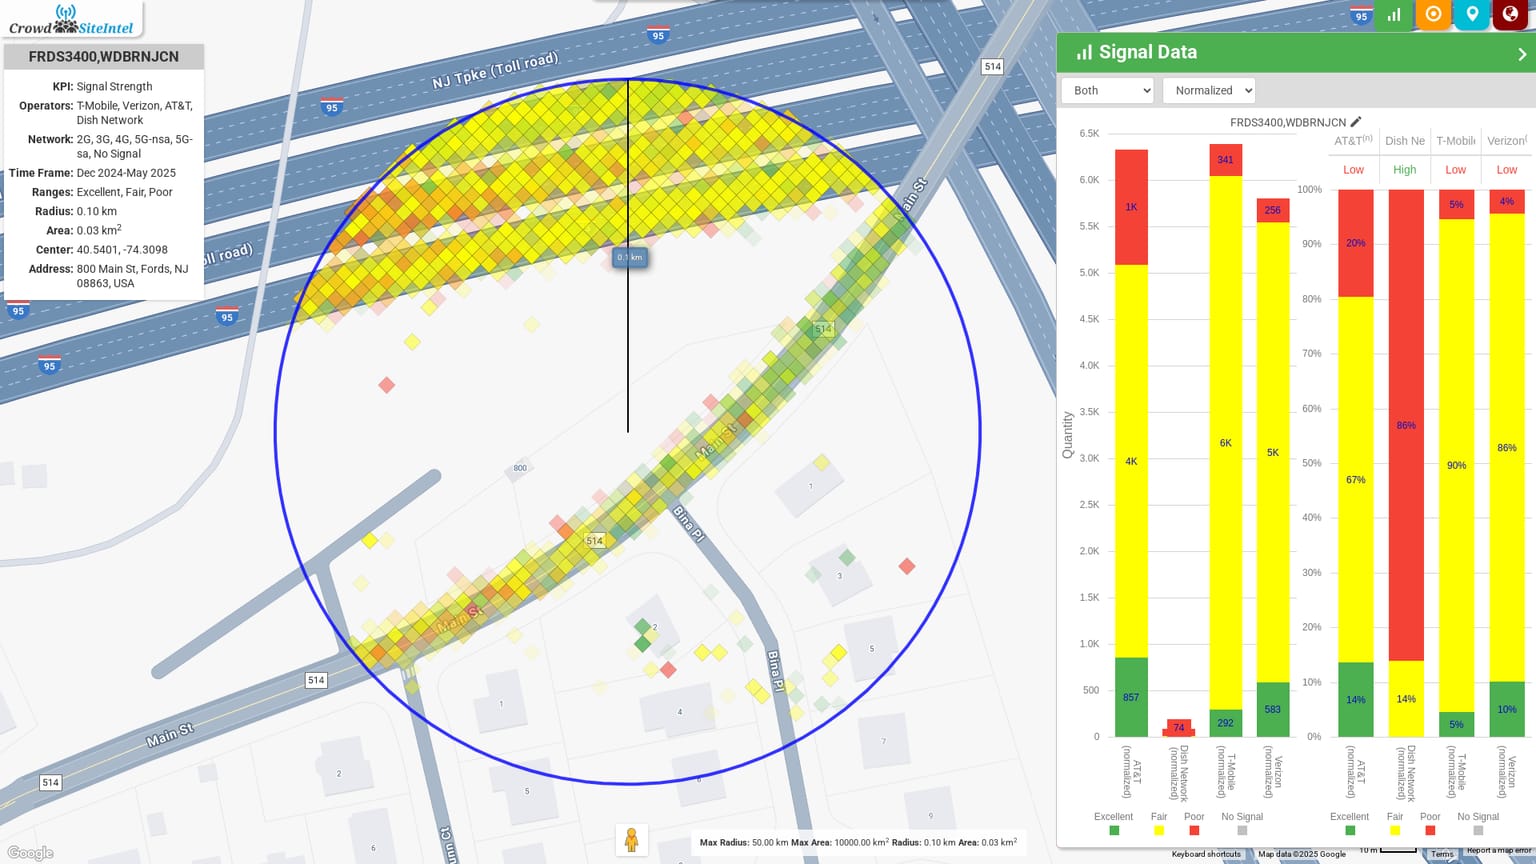 CrowdSiteIntel
FRDS3400,WDBRNJCN
KPI: Signal Strength
Operators: T-Mobile, Verizon, AT&T,
Dish Network
Network: 2G, 3G, 4G, 5G-nsa, 5G-
sa, No Signal
Time Frame: Dec 2024-May 2025
Ranges: Excellent, Fair, Poor
Radius: 0.10 km
Area: 0.03 km²
Center: 40.5401, -74.3098
Address: 800 Main St, Fords, NJ
08863, USA
95
NJ Tpke (Toll road)
95
514
95
Main St
oll road)
0.1 km
95
95
95
514
Main St
800
1
514
Bina Pl
3
Main St
2
5
514
Bina Pl
1
4
Main St
7
2
514
5
9
6
unn Ct
Google
Max Radius: 50.00 km Max Area: 10000.00 km² Radius: 0.10 km Area: 0.03 km²
Keyboard shortcuts
Map data ©2025 Google
10 m
Terms
Report a map error
Signal Data
Both
Normalized
FRDS3400,WDBRNJCN
Quantity
6.5K
6.0K
5.5K
5.0K
4.5K
4.0K
3.5K
3.0K
2.5K
2.0K
1.5K
1.0K
500
0
1K
4K
857
74
341
6K
292
256
5K
583
AT&T (normalized)
Dish Network (normalized)
T-Mobile (normalized)
Verizon (normalized)
Excellent
Fair
Poor
No Signal
AT&T(n)
Dish Ne
T-Mobile
Verizon(
Low
High
Low
Low
100%
90%
80%
70%
60%
50%
40%
30%
20%
10%
0%
20%
67%
14%
86%
14%
5%
90%
5%
4%
86%
10%
AT&T (normalized)
Dish Network (normalized)
T-Mobile (normalized)
Verizon (normalized)
Excellent
Fair
Poor
No Signal